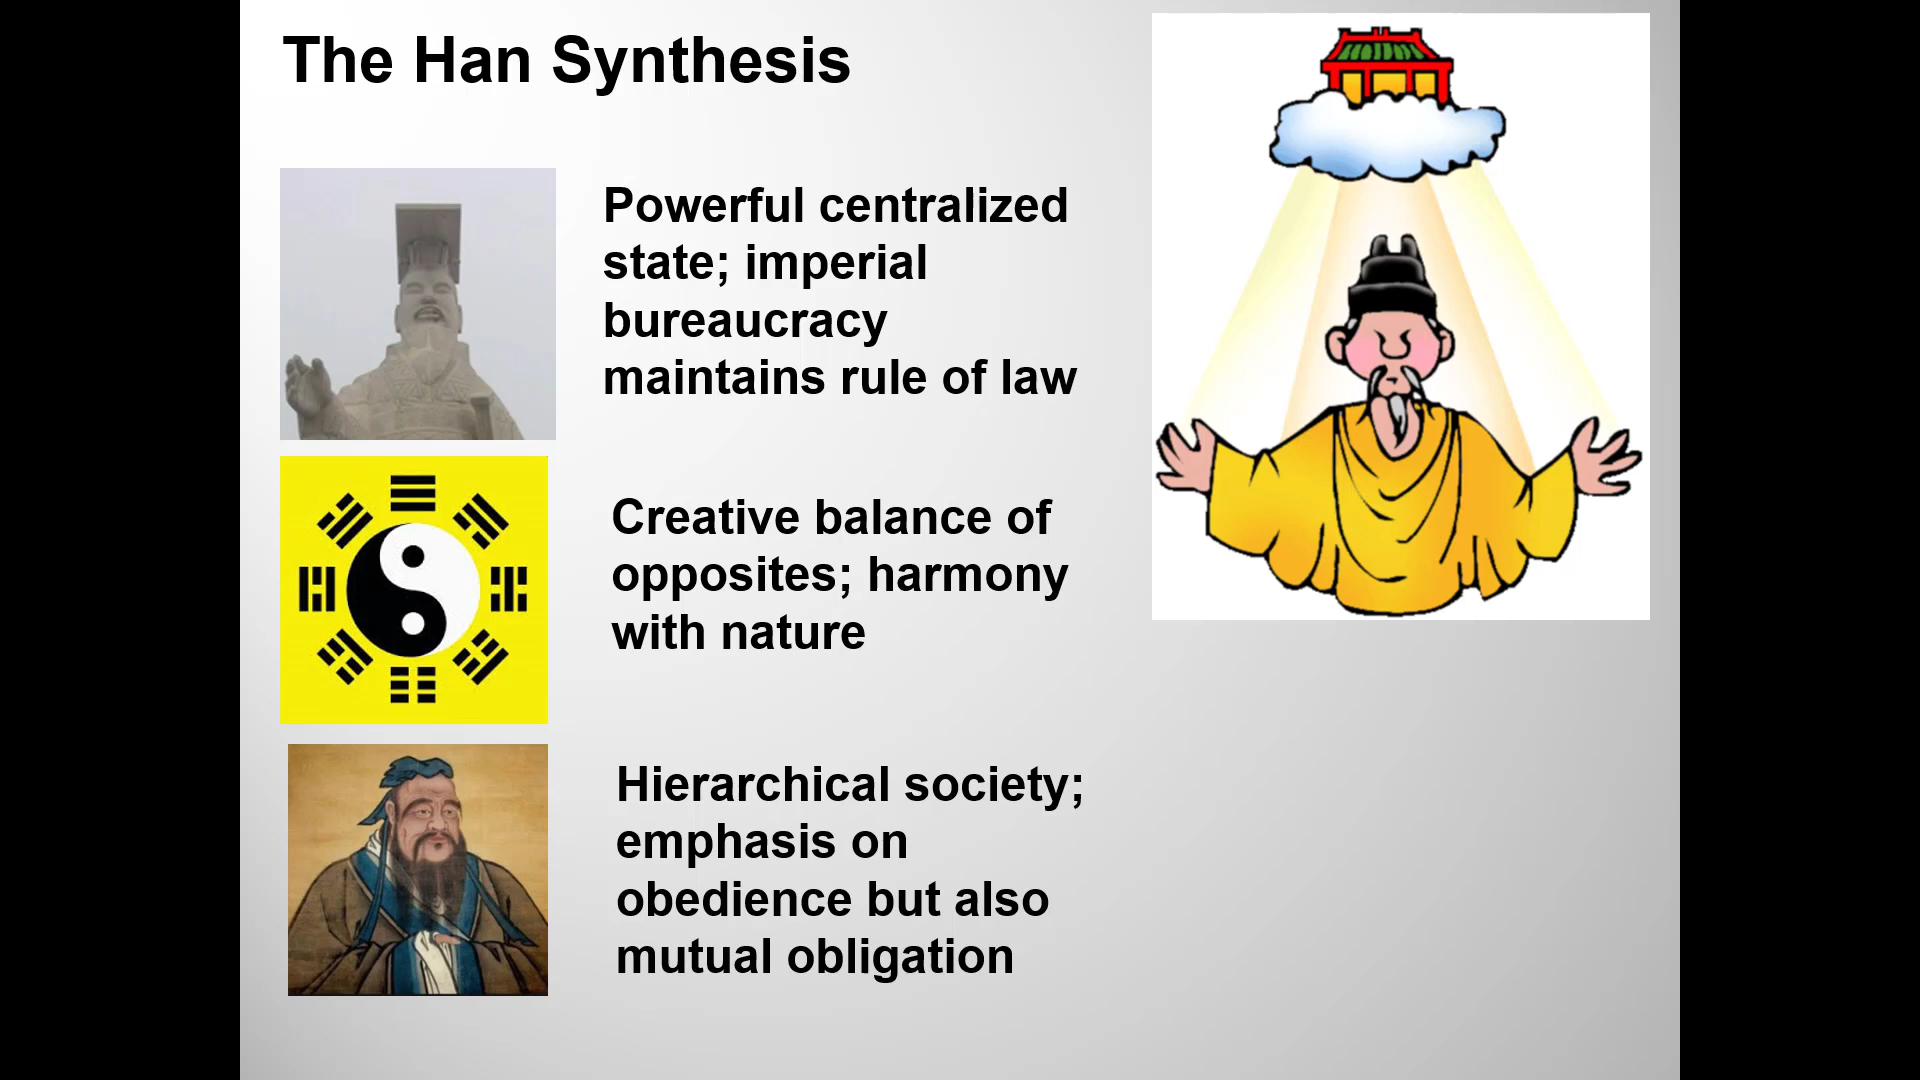 The Han Synthesis
Powerful centralized
state; imperial
bureaucracy
maintains rule of law
Creative balance of
opposites; harmony
with nature
Hierarchical society;
emphasis on
obedience but also
mutual obligation